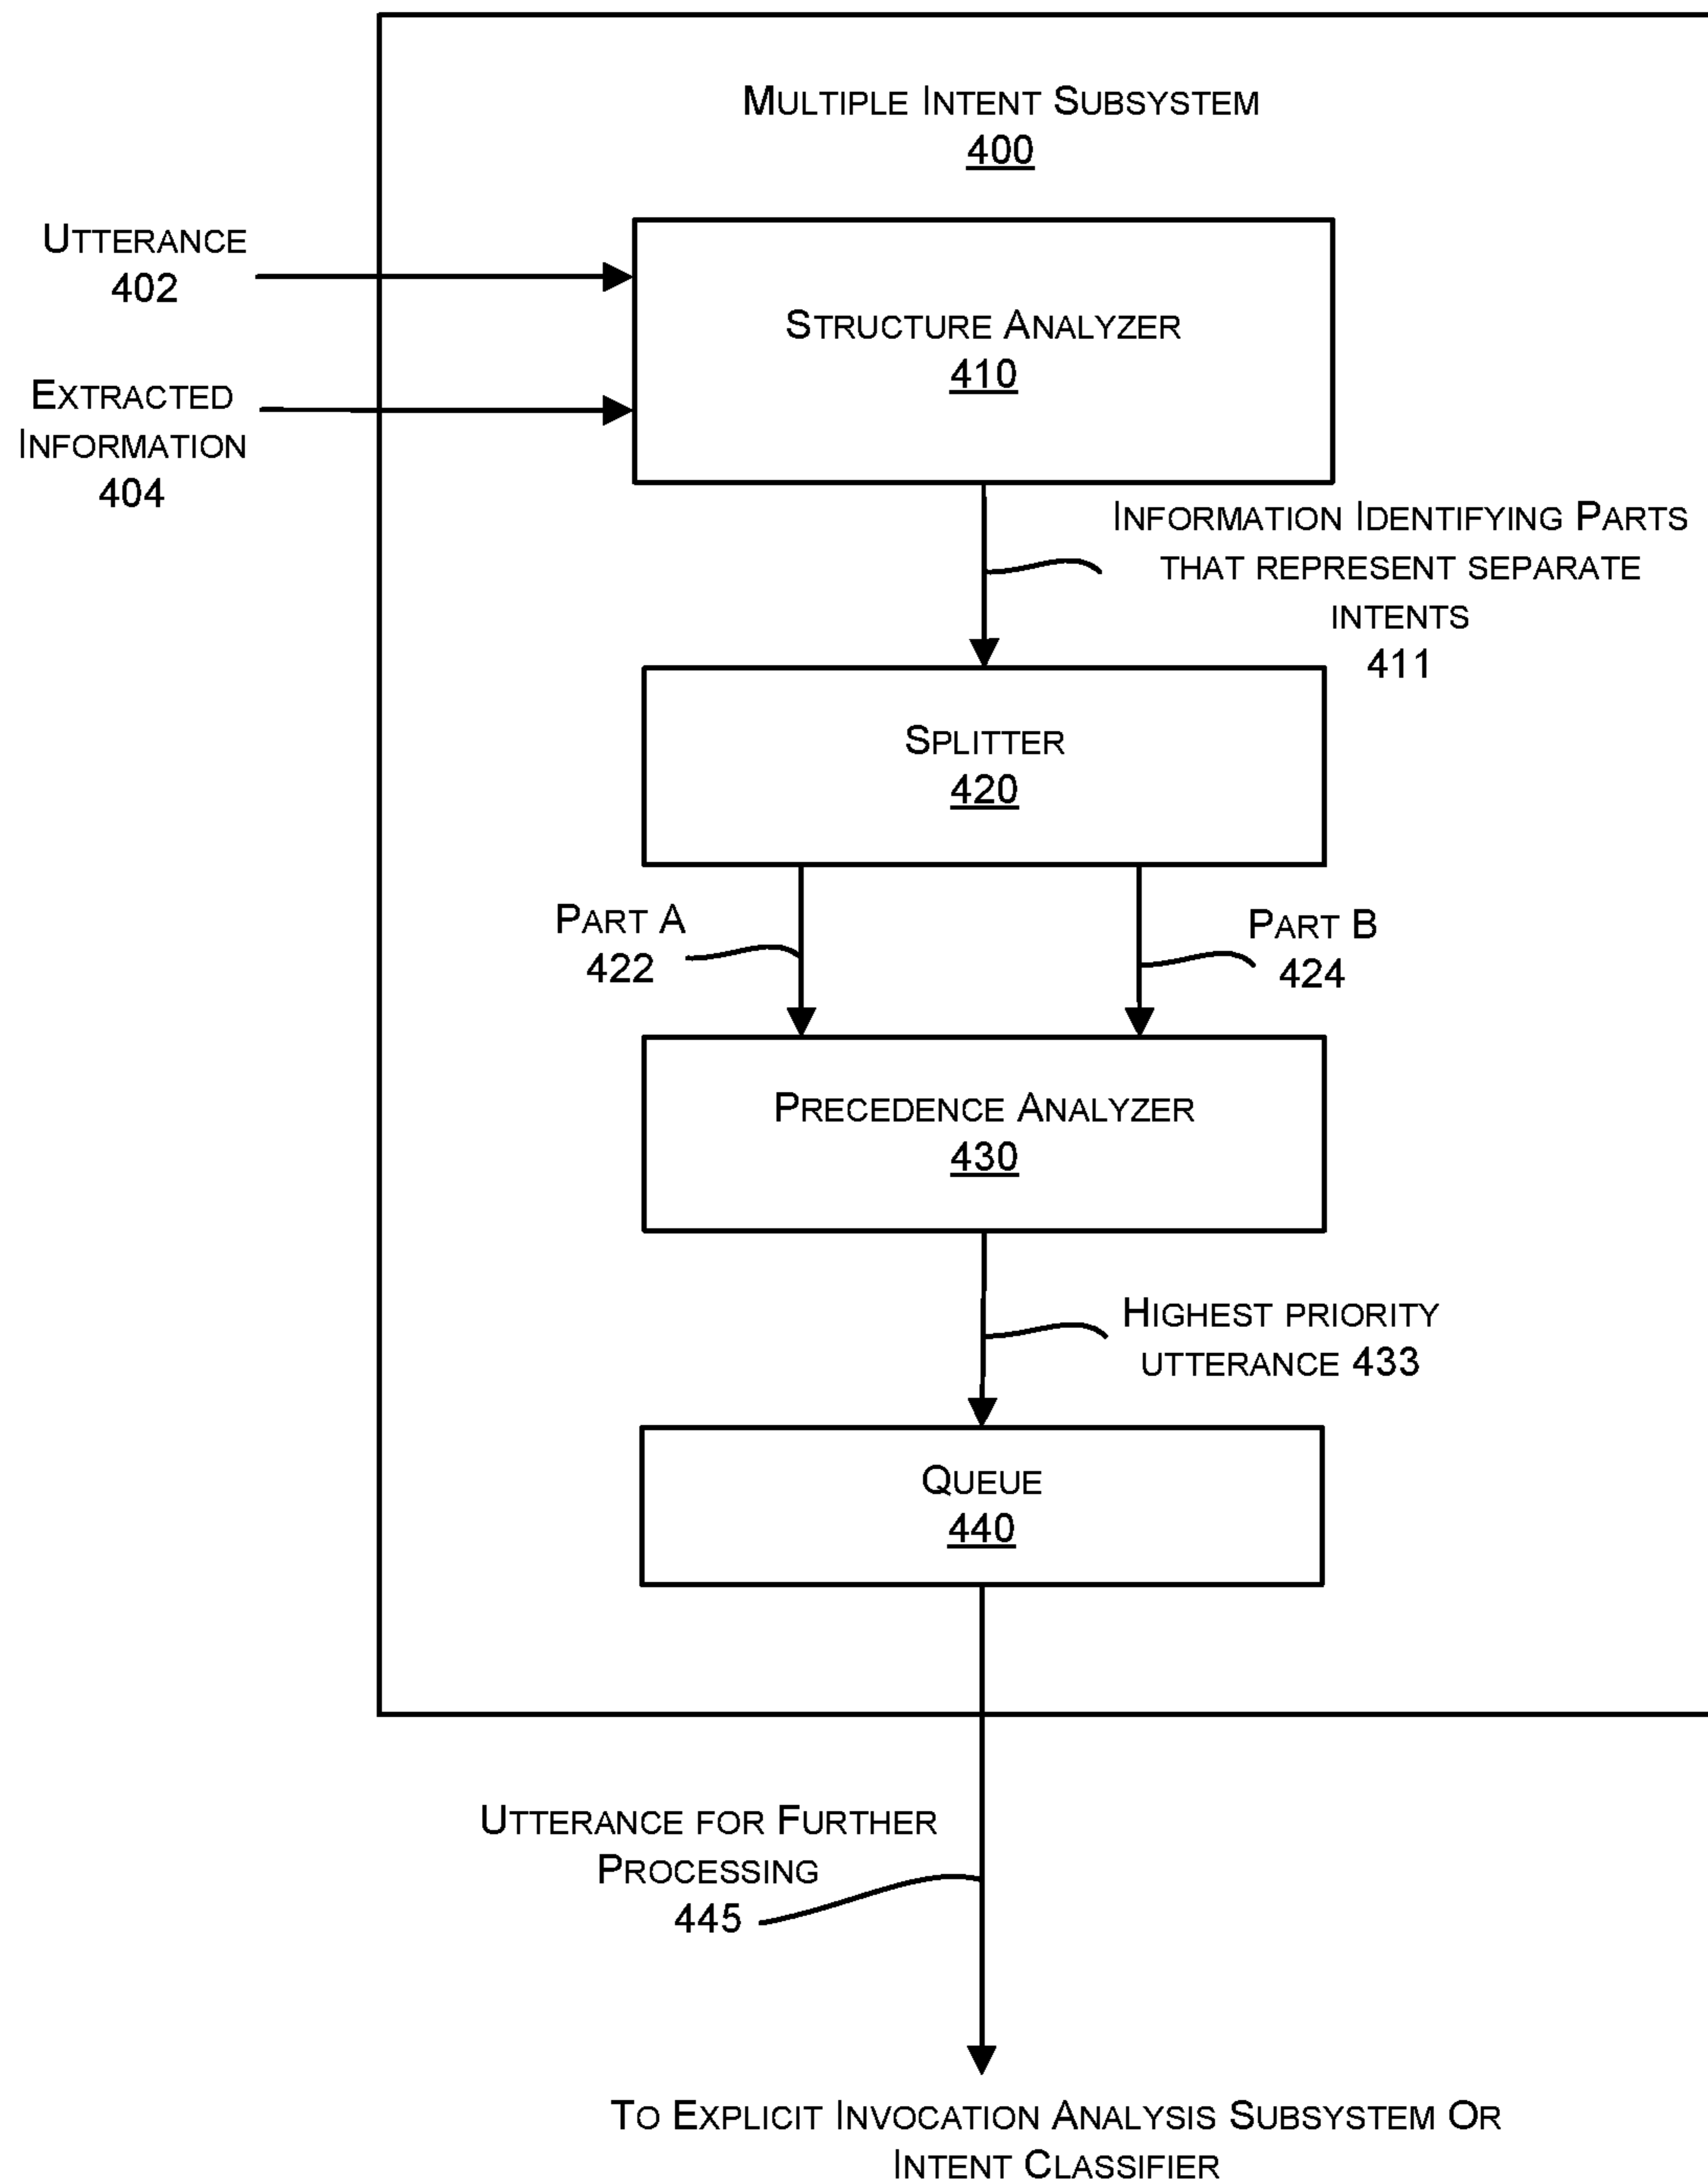 MULTIPLE INTENT SUBSYSTEM
400
UTTERANCE
402
STRUCTURE ANALYZER
410
EXTRACTED
INFORMATION
404
INFORMATION IDENTIFYING PARTS
THAT REPRESENT SEPARATE
INTENTS
411
SPLITTER
420
PART A
422
PART B
424
PRECEDENCE ANALYZER
430
HIGHEST PRIORITY
UTTERANCE 433
QUEUE
440
UTTERANCE FOR FURTHER
PROCESSING
445
TO EXPLICIT INVOCATION ANALYSIS SUBSYSTEM OR
INTENT CLASSIFIER